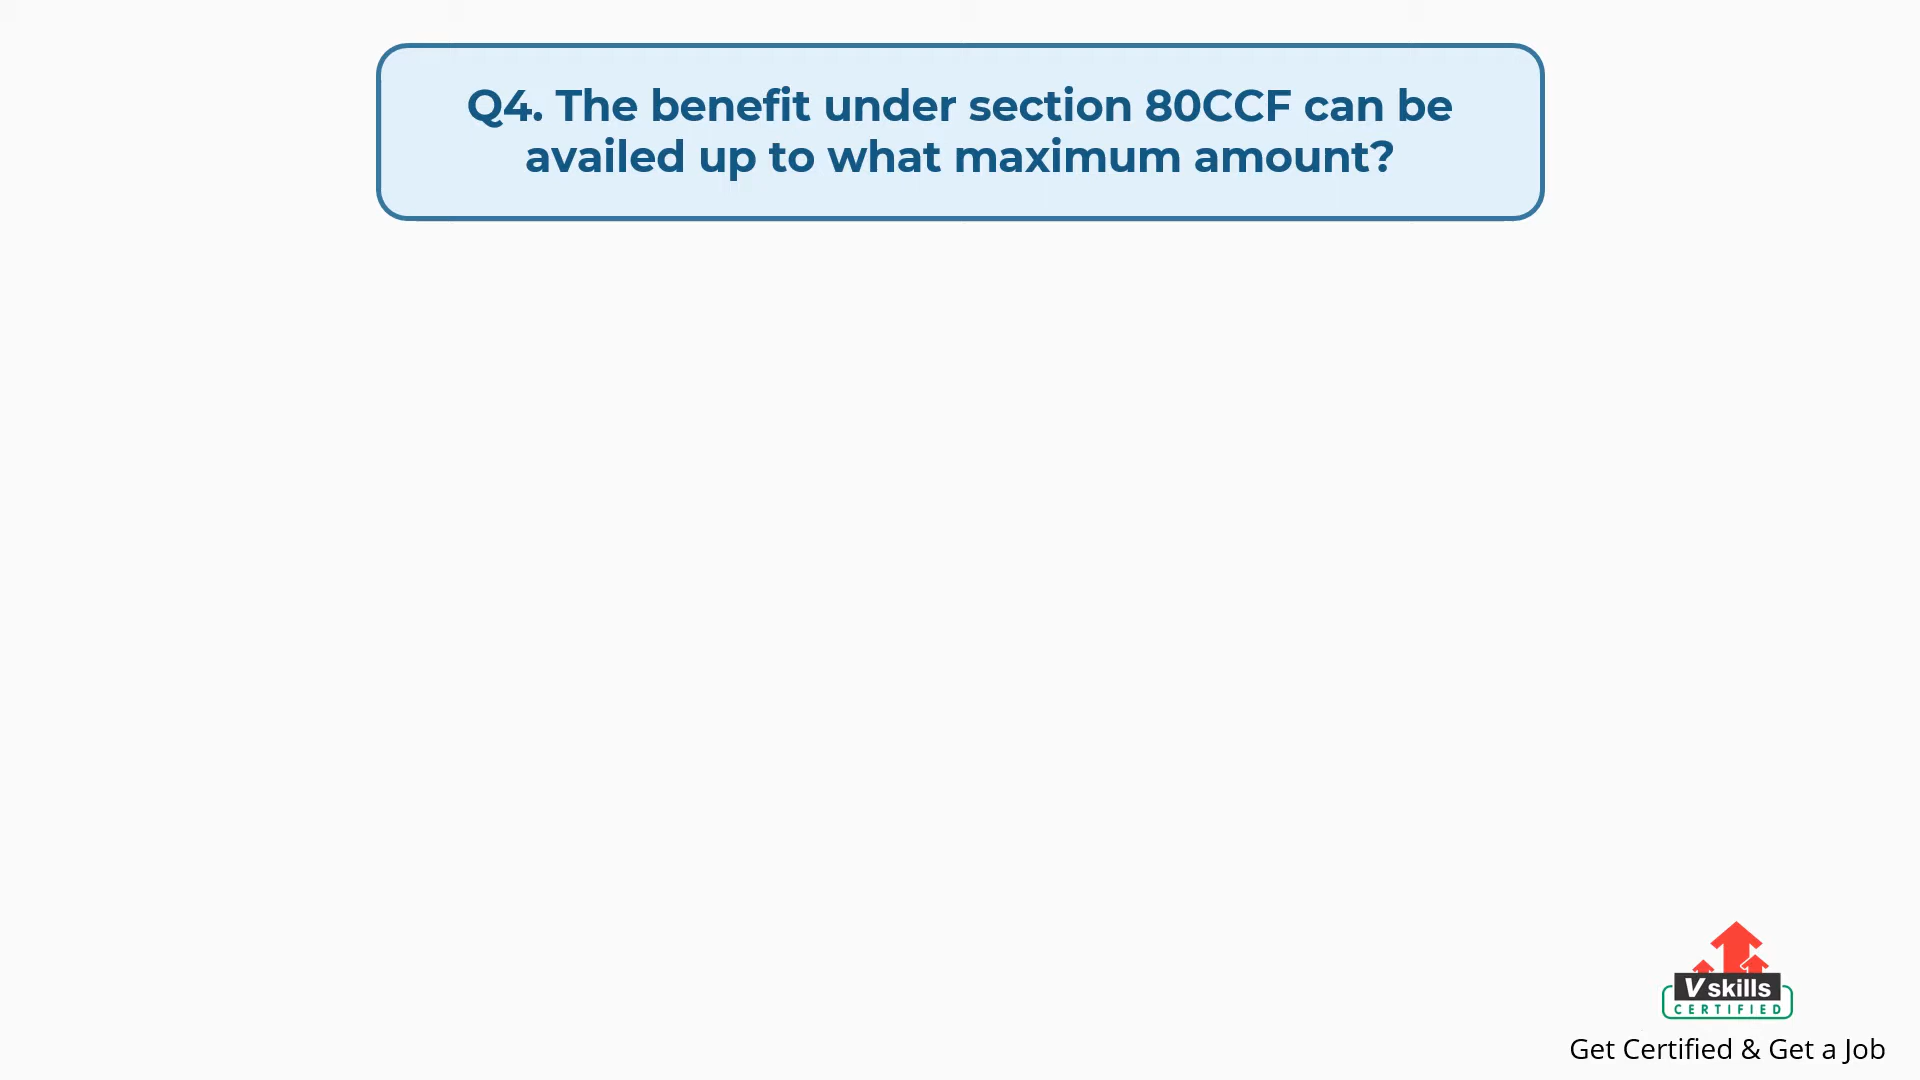 Q4. The benefit under section 80CCF can be
availed up to what maximum amount?
Vskills
CERTIFIED
Get Certified & Get a Job